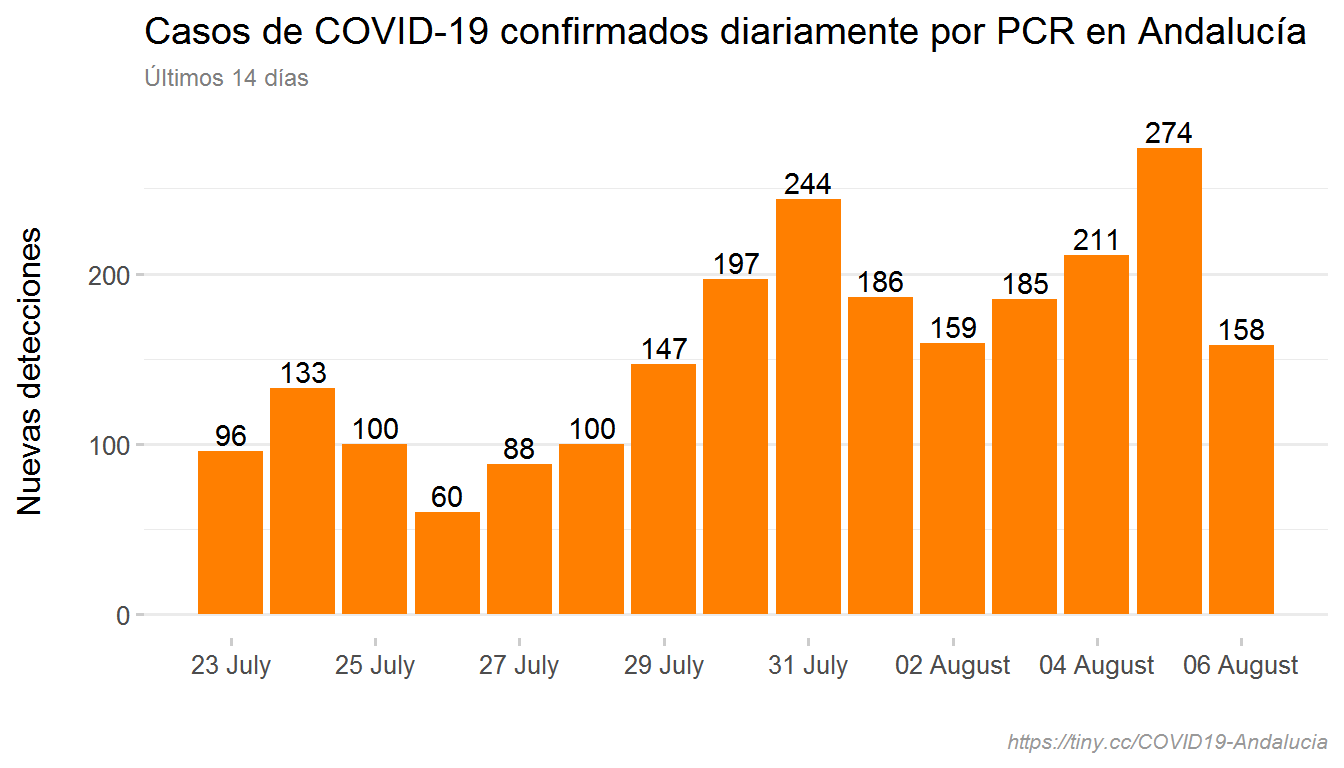 Casos de COVID-19 confirmados diariamente por PCR en Andalucía
Últimos 14 días
Nuevas detecciones
200
100
0
96
133
100
60
88
100
147
197
244
186
159
185
211
274
158
23 July
25 July
27 July
29 July
31 July
02 August
04 August
06 August
https://tiny.cc/COVID19-Andalucia